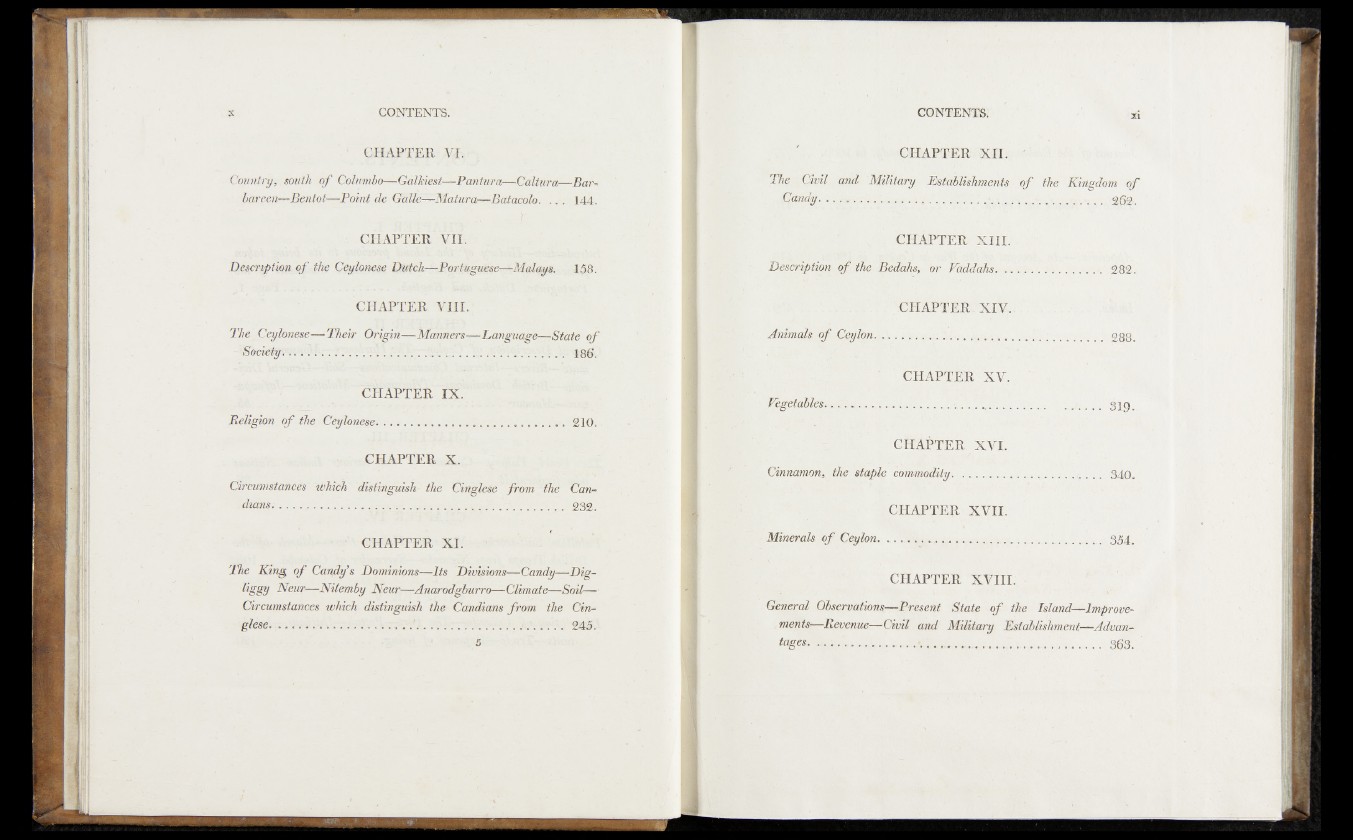 x CONTENTS.
CHAPTER VI.
Country, south of Columbo—Galkiest—Pantura—Caltura—Bar-
bareen—Bentot—Point de Galle—Matura—Batacolo. .... 144.
CHAPTER VII.
Description of the Ceylonese Dutch—Portuguese—Malays. 158.
CHAPTER VIII.
The Ceylonese—Their Origin—Manners—Language—State of
Society........................................ 186.
CHAPTER IX.
Religion of the Ceylonese............................ 210.
CHAPTER X.
Circumstances which distinguish the Cinglese from the Can-
dians........................................... 232.
CHAPTER XI.
The King of Candy's Dominions—Its Divisions—Candy—Dig-
liggy Neur—Nilemby Neur—Anarodgburro—Climate—Soil—
Circumstances which distinguish the Candians from the Cin-
glese............................................ 245.
5
CONTENTS. xi
CHAPTER XII.
The Civil and Military Establishments of the Kingdom of
Candy.......................................... 262.
CHAPTER XIII.
Description of the Bedahs, or Vaddahs................ 282.
CHAPTER XIV.
Animals of Ceylon.................................. 288.
CHAPTER XV.
Vegetables........................................ 319.
CHAPTER XVI.
Cinnamon, the staple commodity...................... 340.
CHAPTER XVII.
Minerals of Ceylon................................. 354.
CHAPTER XVIII.
General Observations—Present State of the Island—Improve-
ments—Revenue—Civil and Military Establishment—Advan-
tages........................................... 363.